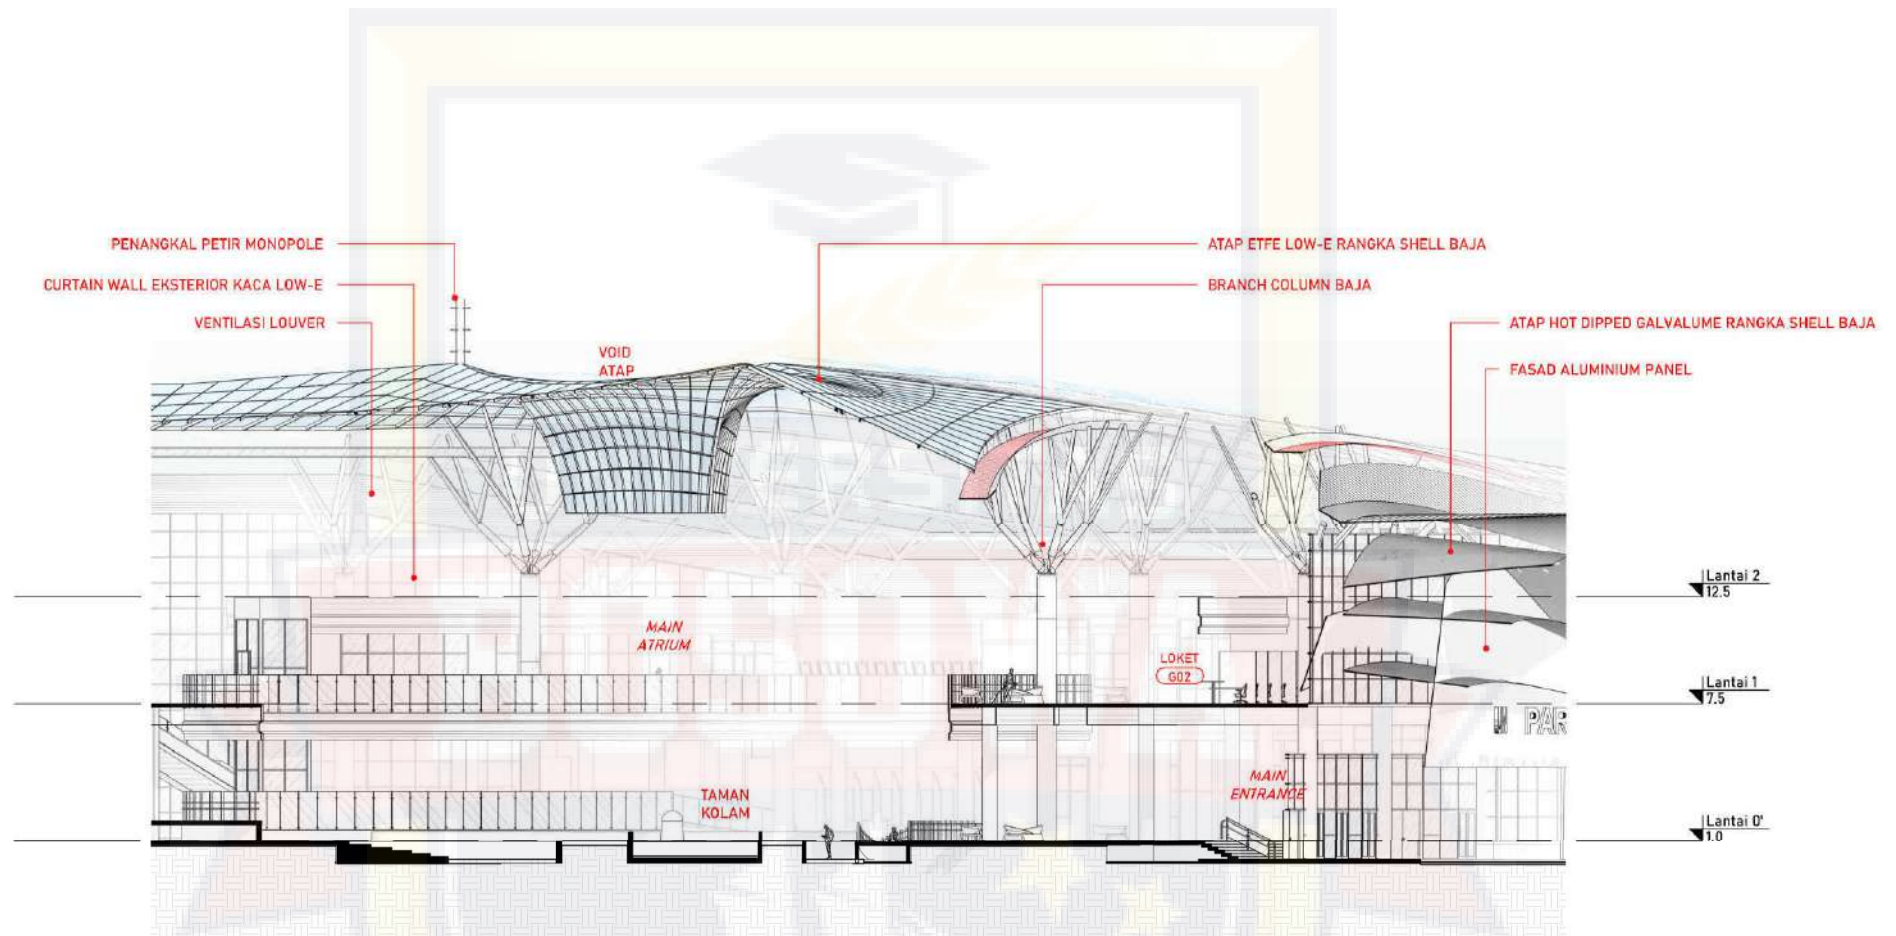 PENANGKAL PETIR MONOPOLE
ATAP ETFE LOW-E RANGKA SHELL BAJA
CURTAIN WALL EKSTERIOR KACA LOW-E
BRANCH COLUMN BAJA
VENTILASI LOUVER
ATAP HOT DIPPED GALVALUME RANGKA SHELL BAJA
VOID
ATAP
FASAD ALUMINIUM PANEL
UNIVERSITAS
BOSOWA
Lantai 2
12.5
MAIN
ATRIUM
LOKET
G02
Lantai 1
7.5
PAR
MAIN
ENTRANCE
TAMAN
KOLAM
Lantai 0'
1.0